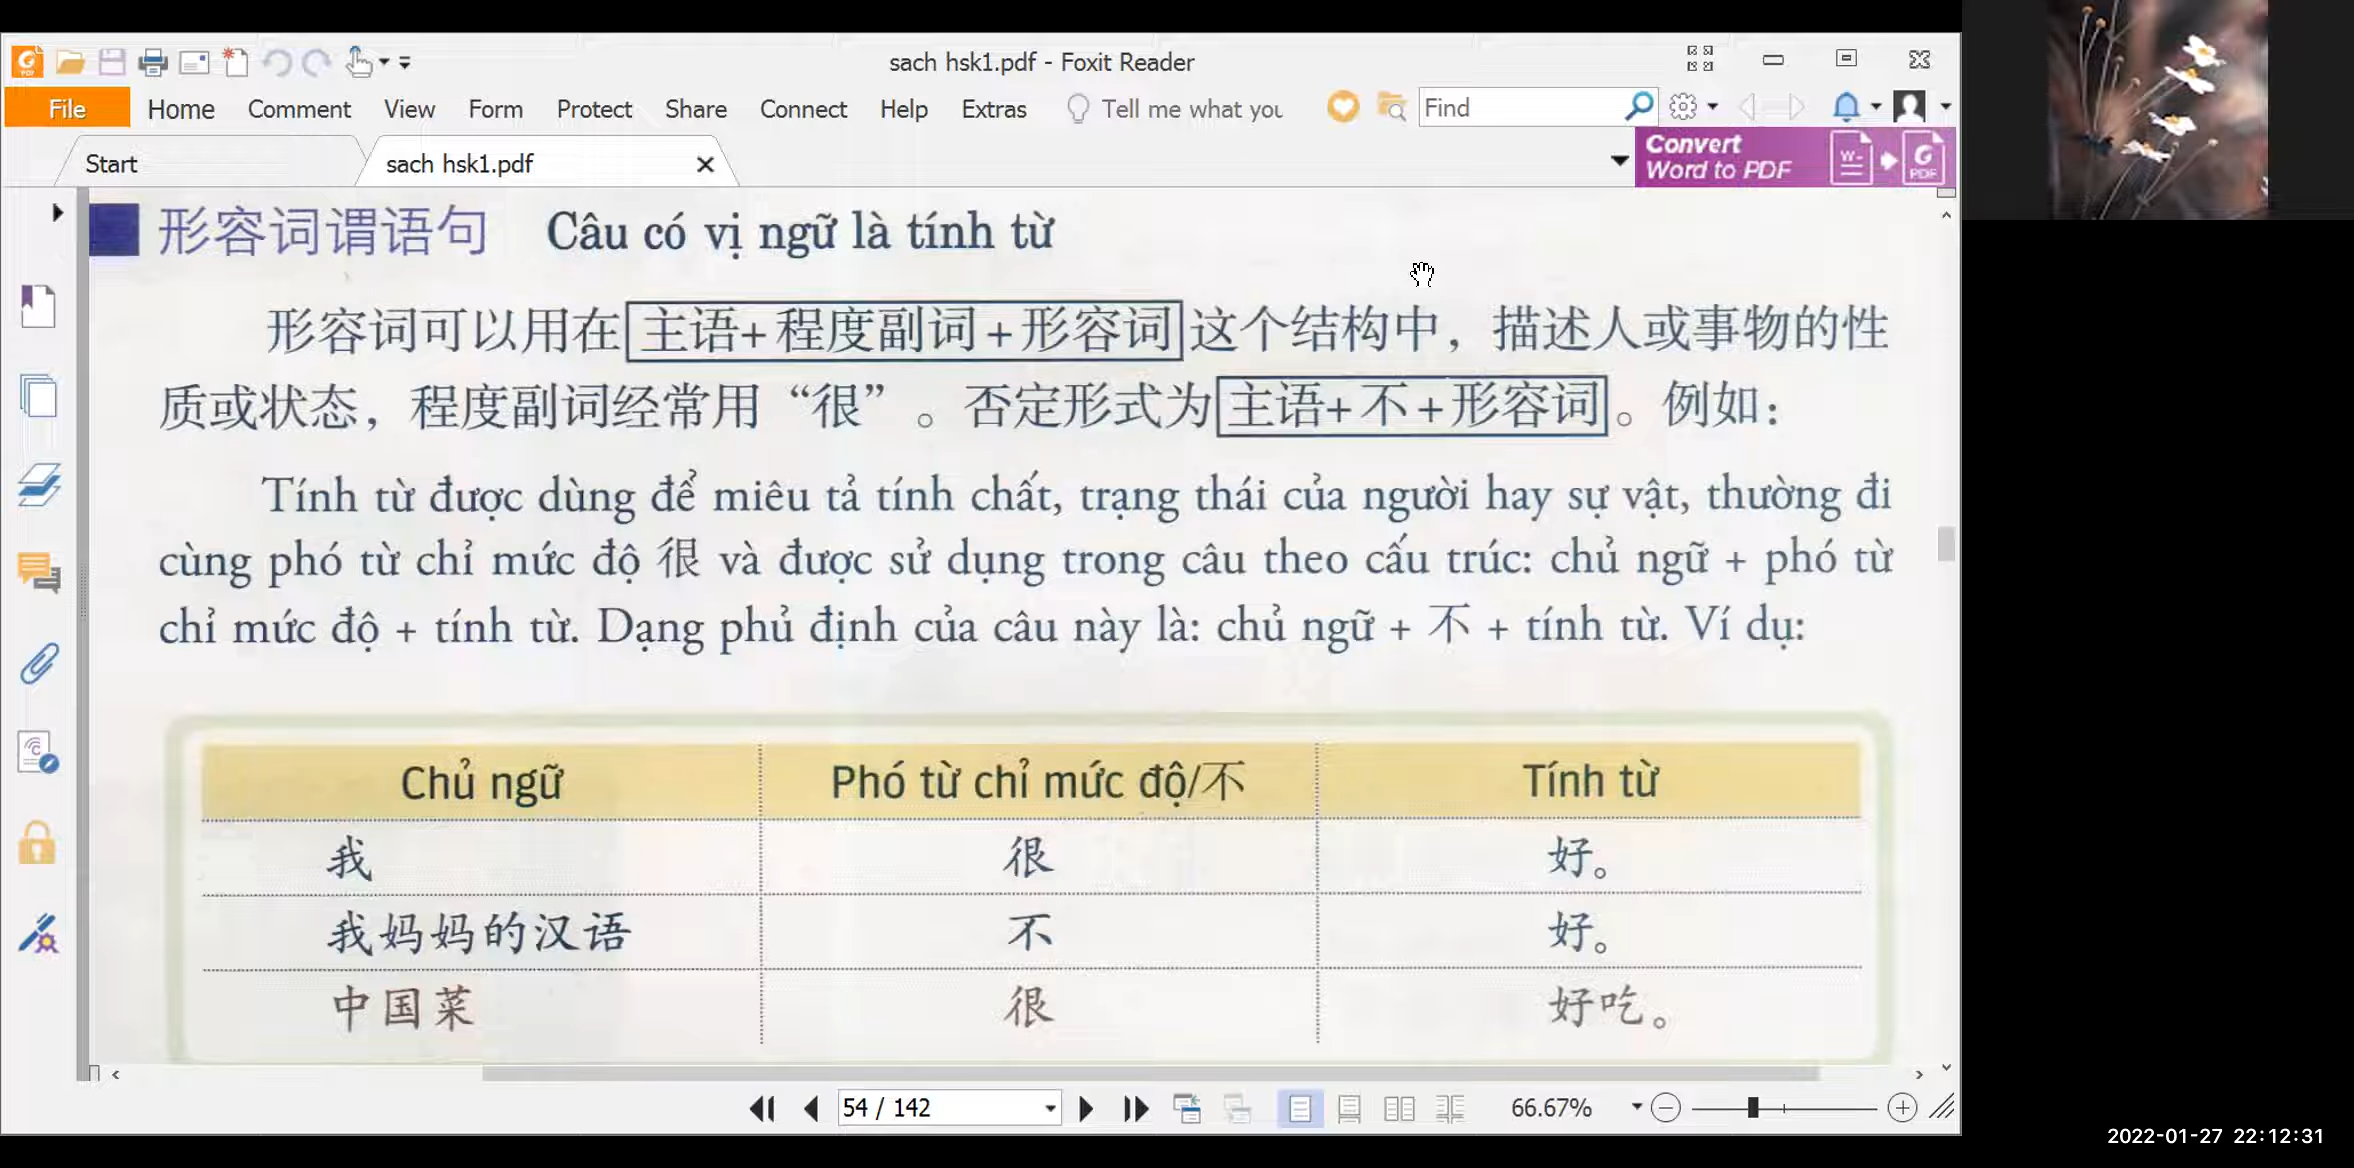 sach hsk1.pdf - Foxit Reader
File Home Comment View Form Protect Share Connect Help Extras Tell me what you Find
Start sach hsk1.pdf Convert
Word to PDF
形容词谓语句 Câu có vị ngữ là tính từ
形容词可以用在主语+程度副词+形容词这个结构中，描述人或事物的性
质或状态，程度副词经常用“很”。否定形式为主语+不+形容词。例如：
Tính từ được dùng để miêu tả tính chất, trạng thái của người hay sự vật, thường đi
cùng phó từ chỉ mức độ 很 và được sử dụng trong câu theo cấu trúc: chủ ngữ + phó từ
chỉ mức độ + tính từ. Dạng phủ định của câu này là: chủ ngữ + 不 + tính từ. Ví dụ:
Chủ ngữ Phó từ chỉ mức độ/不 Tính từ
我 很 好。
我妈妈的汉语 不 好。
中国菜 很 好吃。
54 / 142 66.67%
2022-01-27 22:12:31